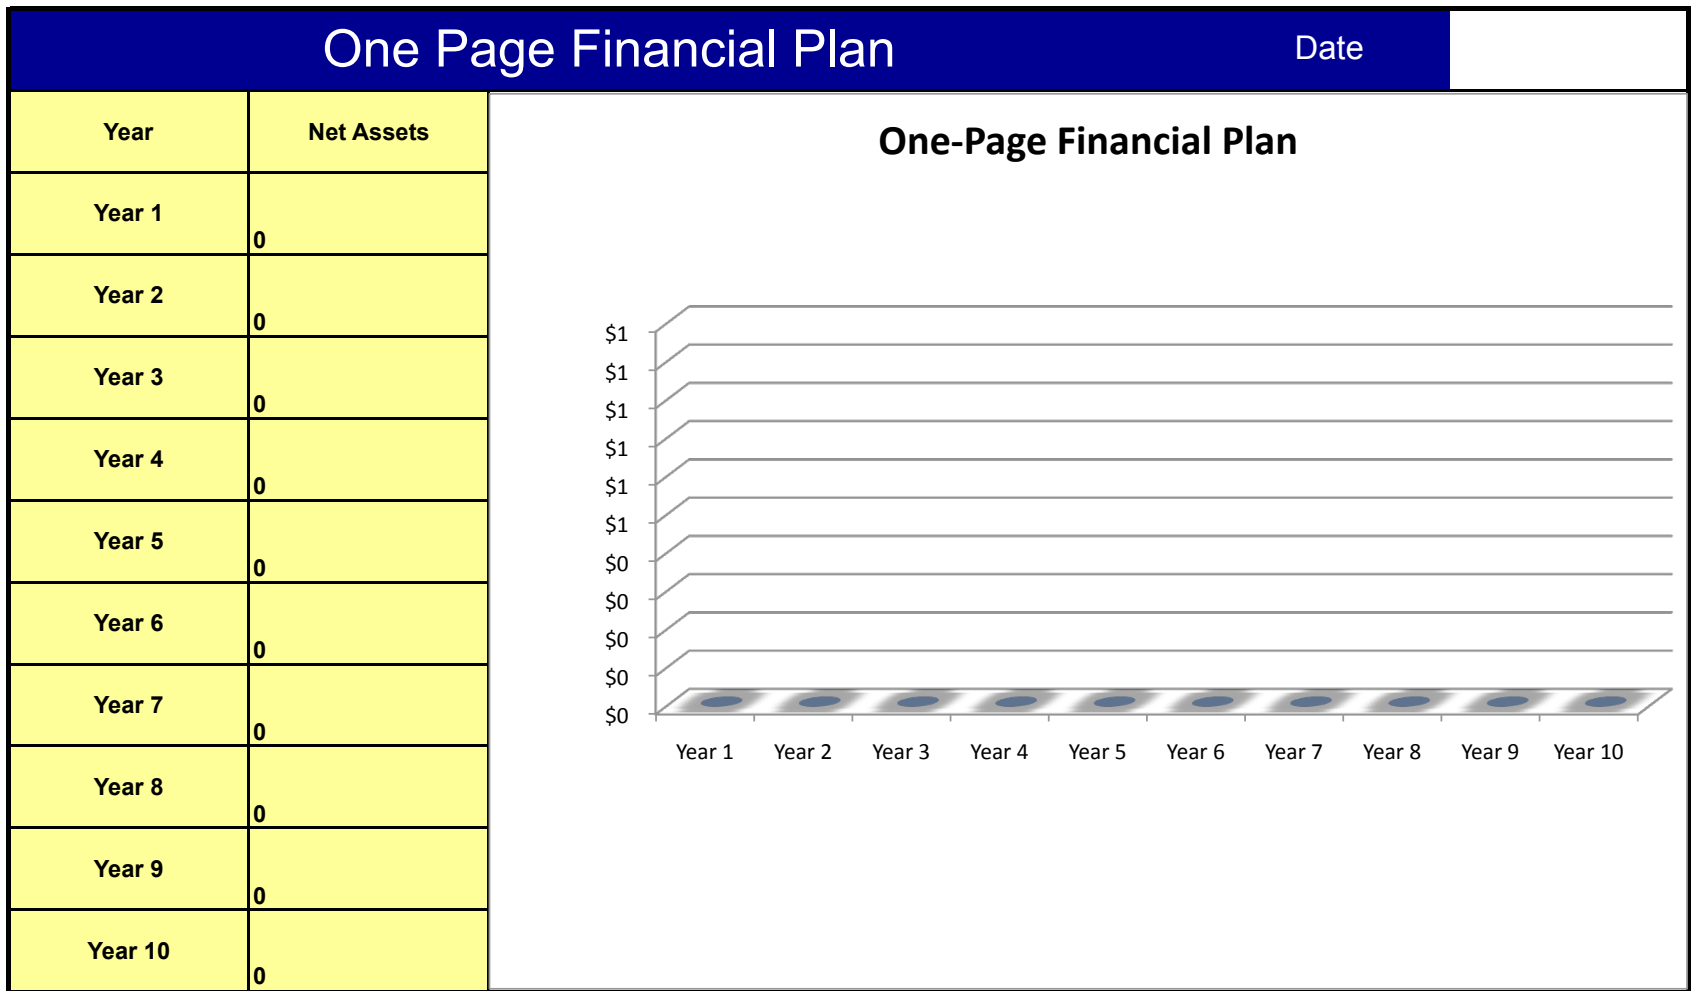 One Page Financial Plan Date
Year Net Assets
Year 1
0
Year 2
0
Year 3
0
Year 4
0
Year 5
0
Year 6
0
Year 7
0
Year 8
0
Year 9
0
Year 10
0
One-Page Financial Plan
$1
$1
$1
$1
$1
$1
$0
$0
$0
$0
$0
Year 1 Year 2 Year 3 Year 4 Year 5 Year 6 Year 7 Year 8 Year 9 Year 10